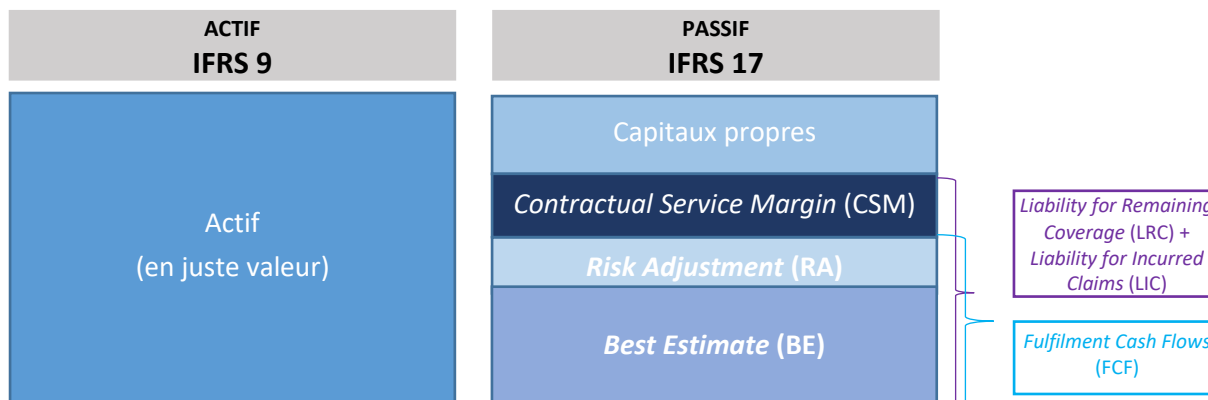 ACTIF
IFRS 9
PASSIF
IFRS 17
Actif
(en juste valeur)
Capitaux propres
Contractual Service Margin (CSM)
Risk Adjustment (RA)
Best Estimate (BE)
Liability for Remaining
Coverage (LRC) +
Liability for Incurred
Claims (LIC)
Fulfilment Cash Flows
(FCF)